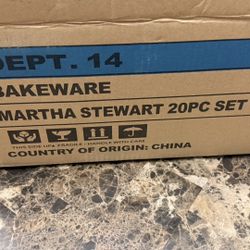 DEPT. 14
BAKEWARE
MARTHA STEWART 20PC SET
THIS SIDE UP & FRAGILE / HANDLE WITH CARE
COUNTRY OF ORIGIN: CHINA